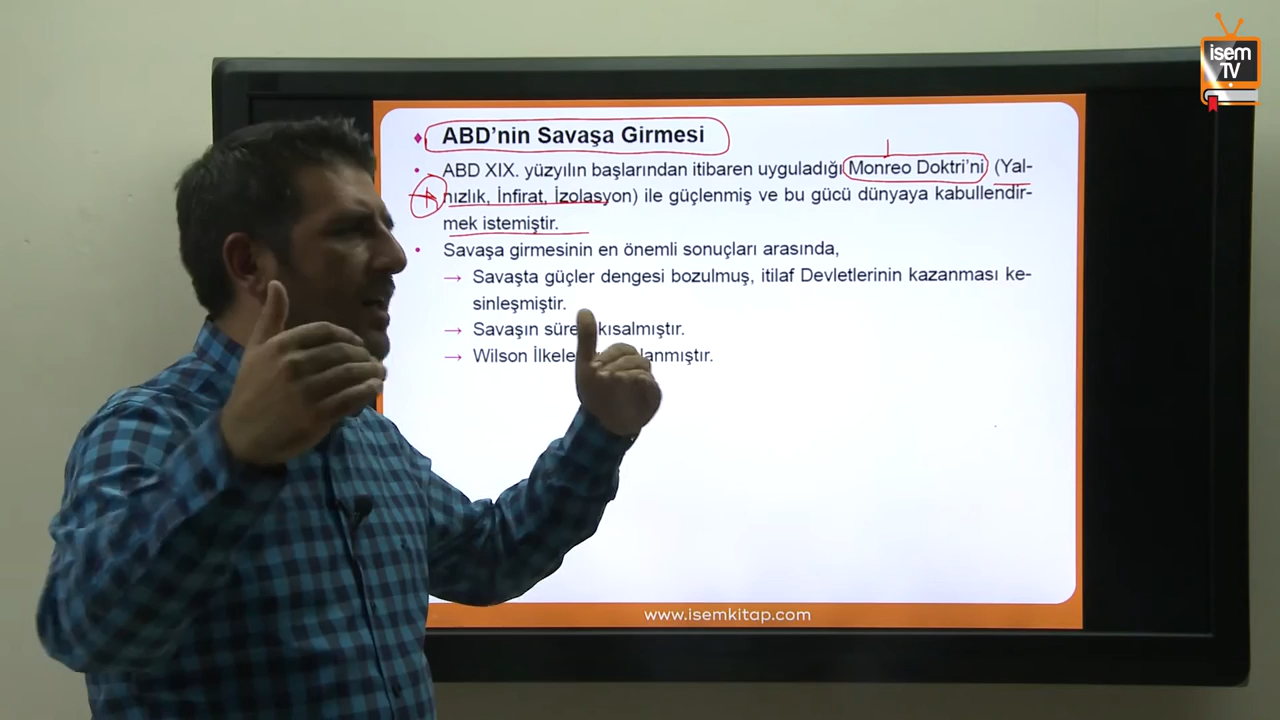 isem
TV
ABD'nin Savaşa Girmesi
ABD XIX. yüzyılın başlarından itibaren uyguladığı Monreo Doktri'ni (Yal-
nızlık, İnfirat, İzolasyon) ile güçlenmiş ve bu gücü dünyaya kabullendir-
mek istemiştir.
Savaşa girmesinin en önemli sonuçları arasında,
→ Savaşta güçler dengesi bozulmuş, itilaf Devletlerinin kazanması ke-
sinleşmiştir.
→ Savaşın kısalmıştır.
→ Wilson
www.isemkitap.com